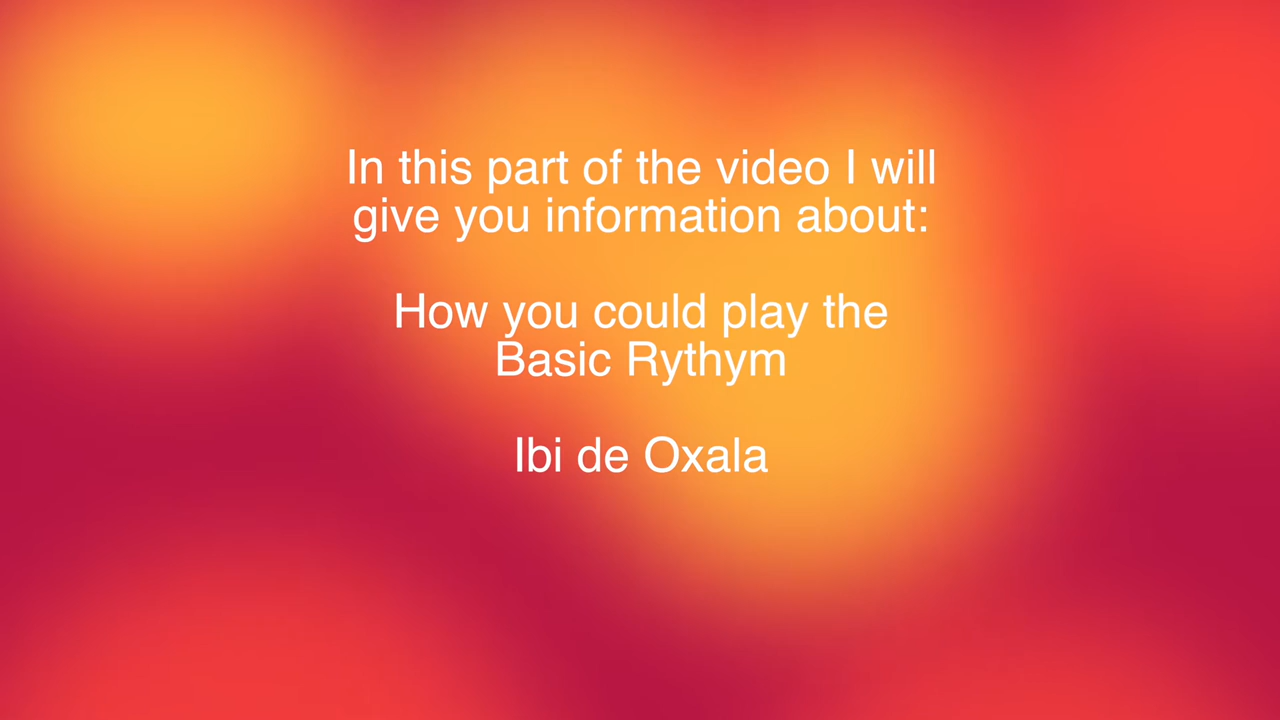 In this part of the video I will
give you information about:
How you could play the
Basic Rythym
Ibi de Oxala